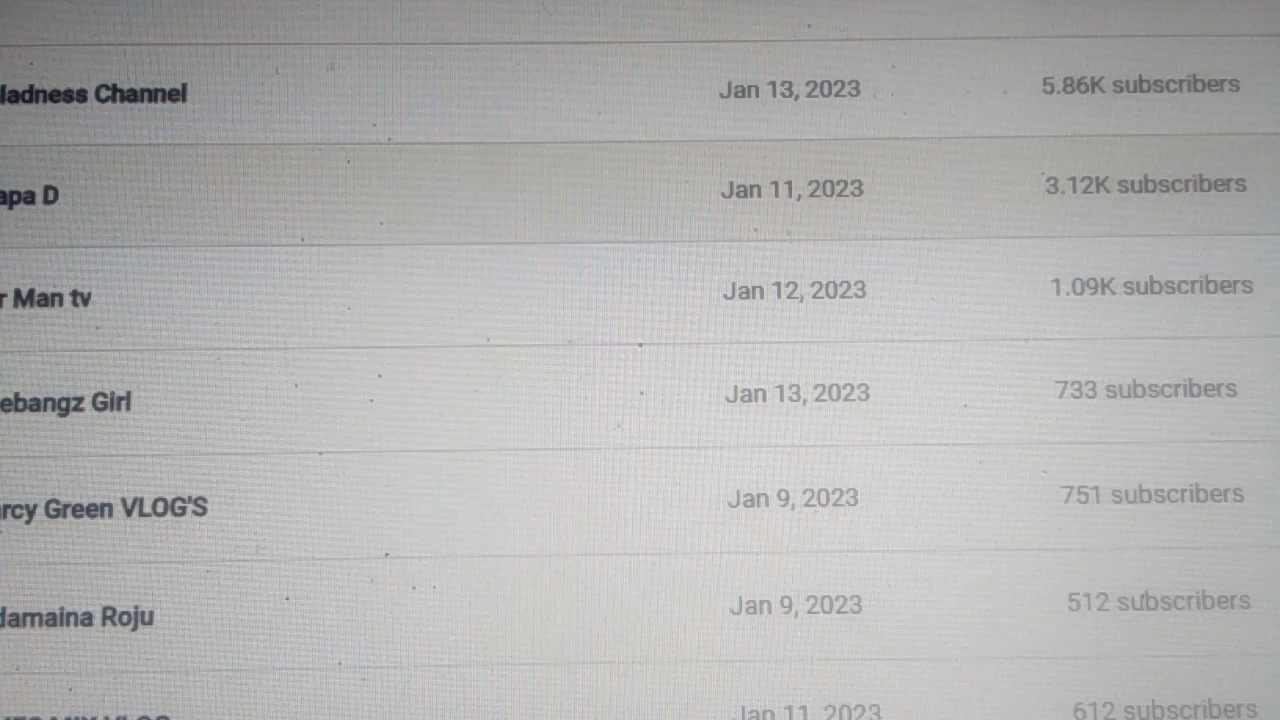 ladness Channel Jan 13, 2023 5.86K subscribers
apa D Jan 11, 2023 3.12K subscribers
r Man tv Jan 12, 2023 1.09K subscribers
ebangz Girl Jan 13, 2023 733 subscribers
rcy Green VLOG'S Jan 9, 2023 751 subscribers
damaina Roju Jan 9, 2023 512 subscribers
Jan 11, 2023 612 subscribers